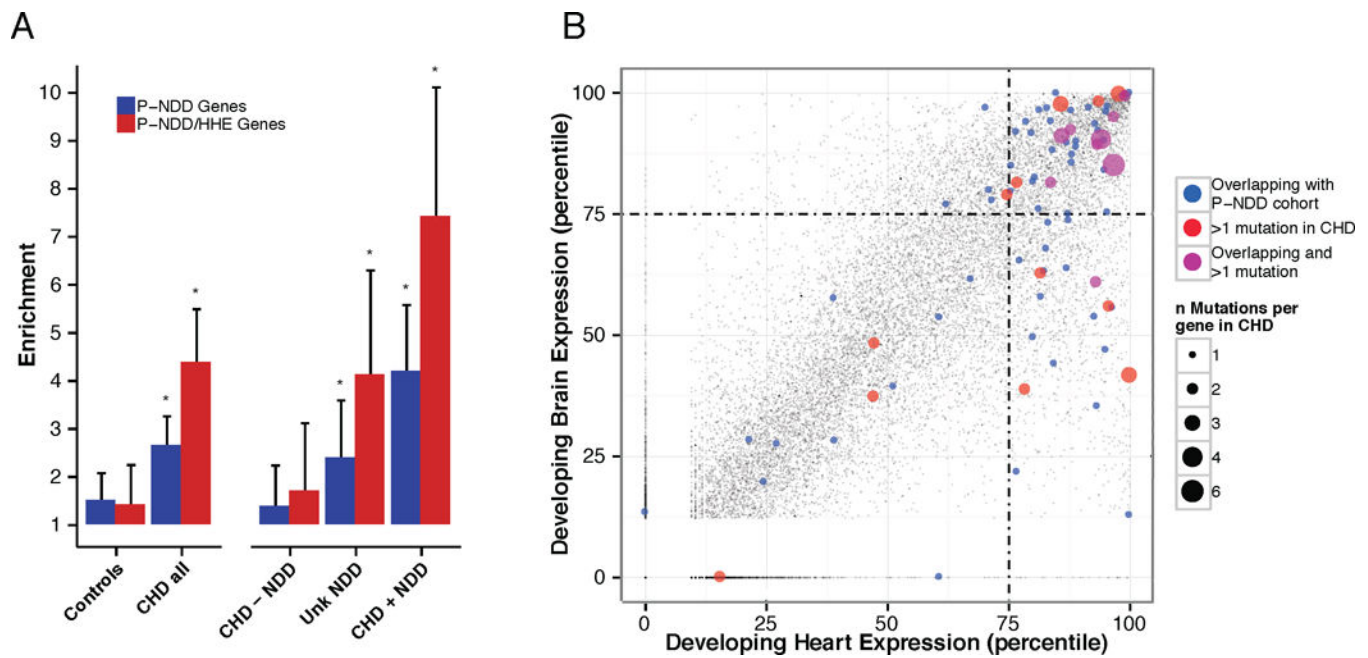 A
Enrichment
10
9
8
7
6
5
4
3
2
1
P-NDD Genes
P-NDD/HHE Genes
*
*
*
*
*
*
Controls
CHD all
CHD - NDD
Unk NDD
CHD + NDD
B
Developing Brain Expression (percentile)
100
75
50
25
0
0
25
50
75
100
Developing Heart Expression (percentile)
Overlapping with
P-NDD cohort
>1 mutation in CHD
Overlapping and
>1 mutation
n Mutations per
gene in CHD
1
2
3
4
6